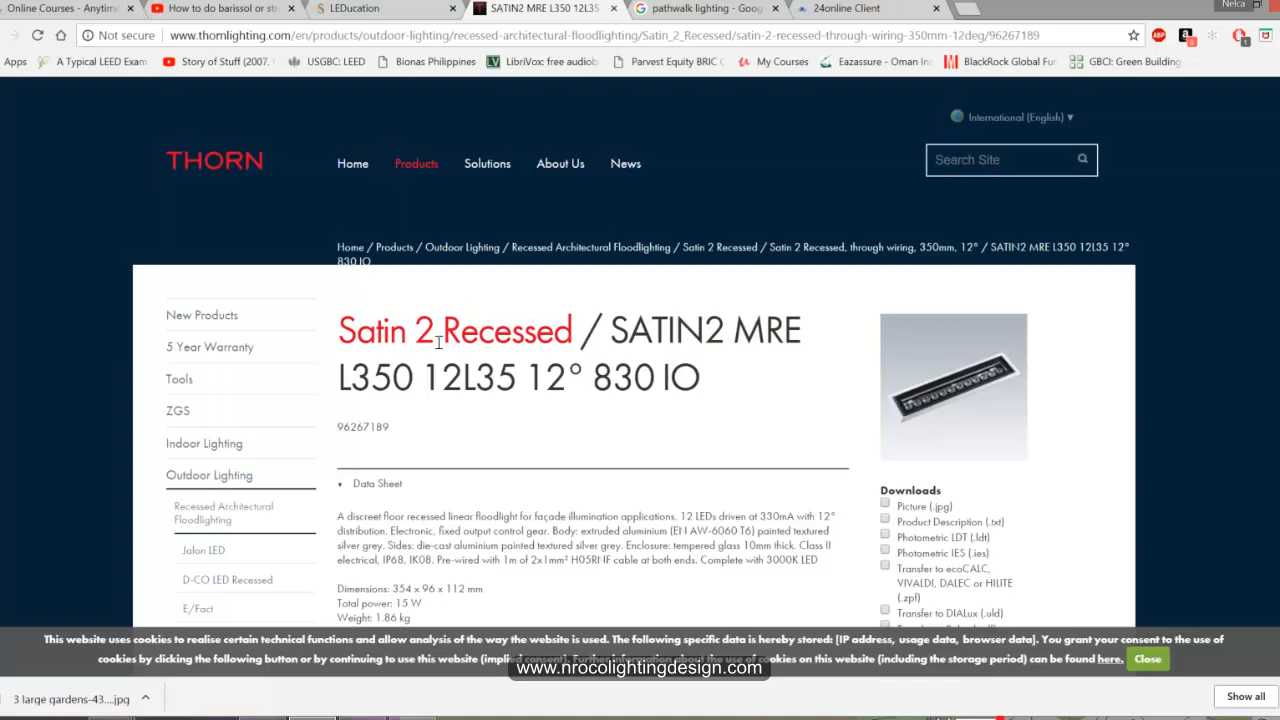 Online Courses - Anytim
How to do barissol or str
LEDucation
SATIN2 MRE L350 12L35
pathwalk lighting - Goog
24online Client
Nelca
Not secure
www.thornlighting.com/en/products/outdoor-lighting/recessed-architectural-floodlighting/Satin_2_Recessed/satin-2-recessed-through-wiring-350mm-12deg/96267189
Apps
A Typical LEED Exam
Story of Stuff (2007,
USGBC: LEED
Bionas Philippines
LibriVox: free audiob
Parvest Equity BRIC
My Courses
Eazassure - Oman In
BlackRock Global Fu
GBCI: Green Building
International (English) ▼
THORN
Home
Products
Solutions
About Us
News
Search Site
Home / Products / Outdoor Lighting / Recessed Architectural Floodlighting / Satin 2 Recessed / Satin 2 Recessed, through wiring, 350mm, 12° / SATIN2 MRE L350 12L35 12°
830 IO
New Products
5 Year Warranty
Tools
ZGS
Indoor Lighting
Outdoor Lighting
Recessed Architectural
Floodlighting
Jalon LED
D-CO LED Recessed
E/Fact
Satin 2 Recessed / SATIN2 MRE
L350 12L35 12° 830 IO
96267189
Data Sheet
A discreet floor recessed linear floodlight for façade illumination applications. 12 LEDs driven at 330mA with 12°
distribution. Electronic, fixed output control gear. Body: extruded aluminium (EN AW-6060 T6) painted textured
silver grey. Sides: die-cast aluminium painted textured silver grey. Enclosure: tempered glass 10mm thick. Class II
electrical, IP68, IK08. Pre-wired with 1m of 2x1mm² H05RNF cable at both ends. Complete with 3000K LED
Dimensions: 354 x 96 x 112 mm
Total power: 15 W
Weight: 1.86 kg
Downloads
Picture (.jpg)
Product Description (.txt)
Photometric LDT (.ldt)
Photometric IES (.ies)
Transfer to ecoCALC,
VIVALDI, DALEC or HILITE
(.zpf)
Transfer to DIALux (.uld)
This website uses cookies to realise certain technical functions and allow analysis of the way the website is used. The following specific data is hereby stored: [IP address, usage data, browser data]. You grant your consent to the use of
cookies by clicking the following button or by continuing to use this website (implied consent). Further information about the use of cookies on this website (including the storage period) can be found here.
Close
www.nrocolightingdesign.com
3 large gardens-43....jpg
Show all